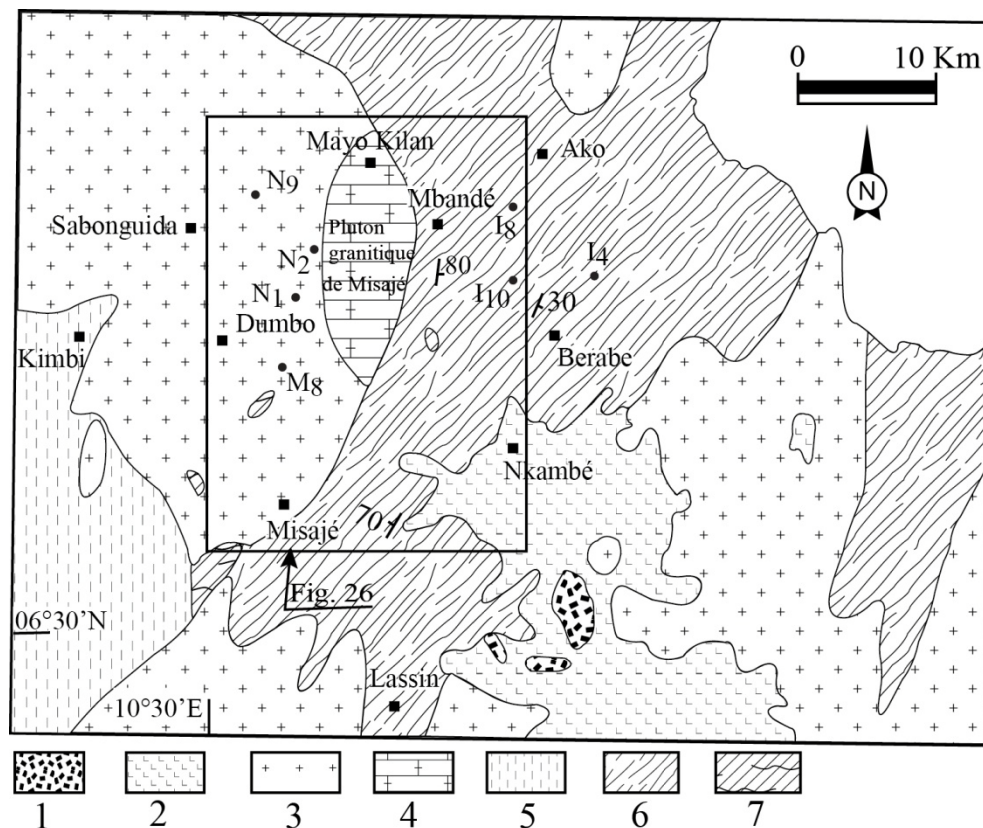 0 10 Km
N
Mayo Kilan
Ako
N9
Mbandé
I8
Sabonguida
Pluton
granitique
de Misajé
N2
80
I4
I10
N1
30
Dumbo
Kimbi
Berabe
M8
Nkambé
70
Misajé
Fig. 26
06°30’N
Lassin
10°30’E
1 2 3 4 5 6 7